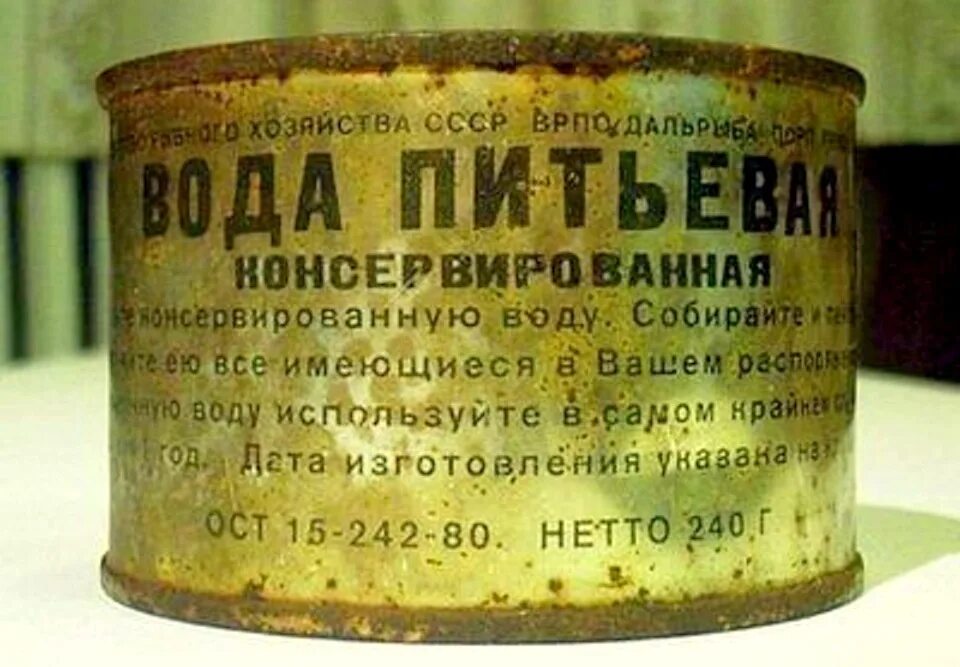 ХОЗЯЙСТВА СССР ВРПО ДАЛЬРЫБА
ВОДА ПИТЬЕВАЯ
КОНСЕРВИРОВАННАЯ
консервированную воду. Собирайте и
ею все имеющиеся в Вашем
воду используйте в самом крайнем
год. Дата изготовления указана на
ОСТ 15-242-80. НЕТТО 240 Г